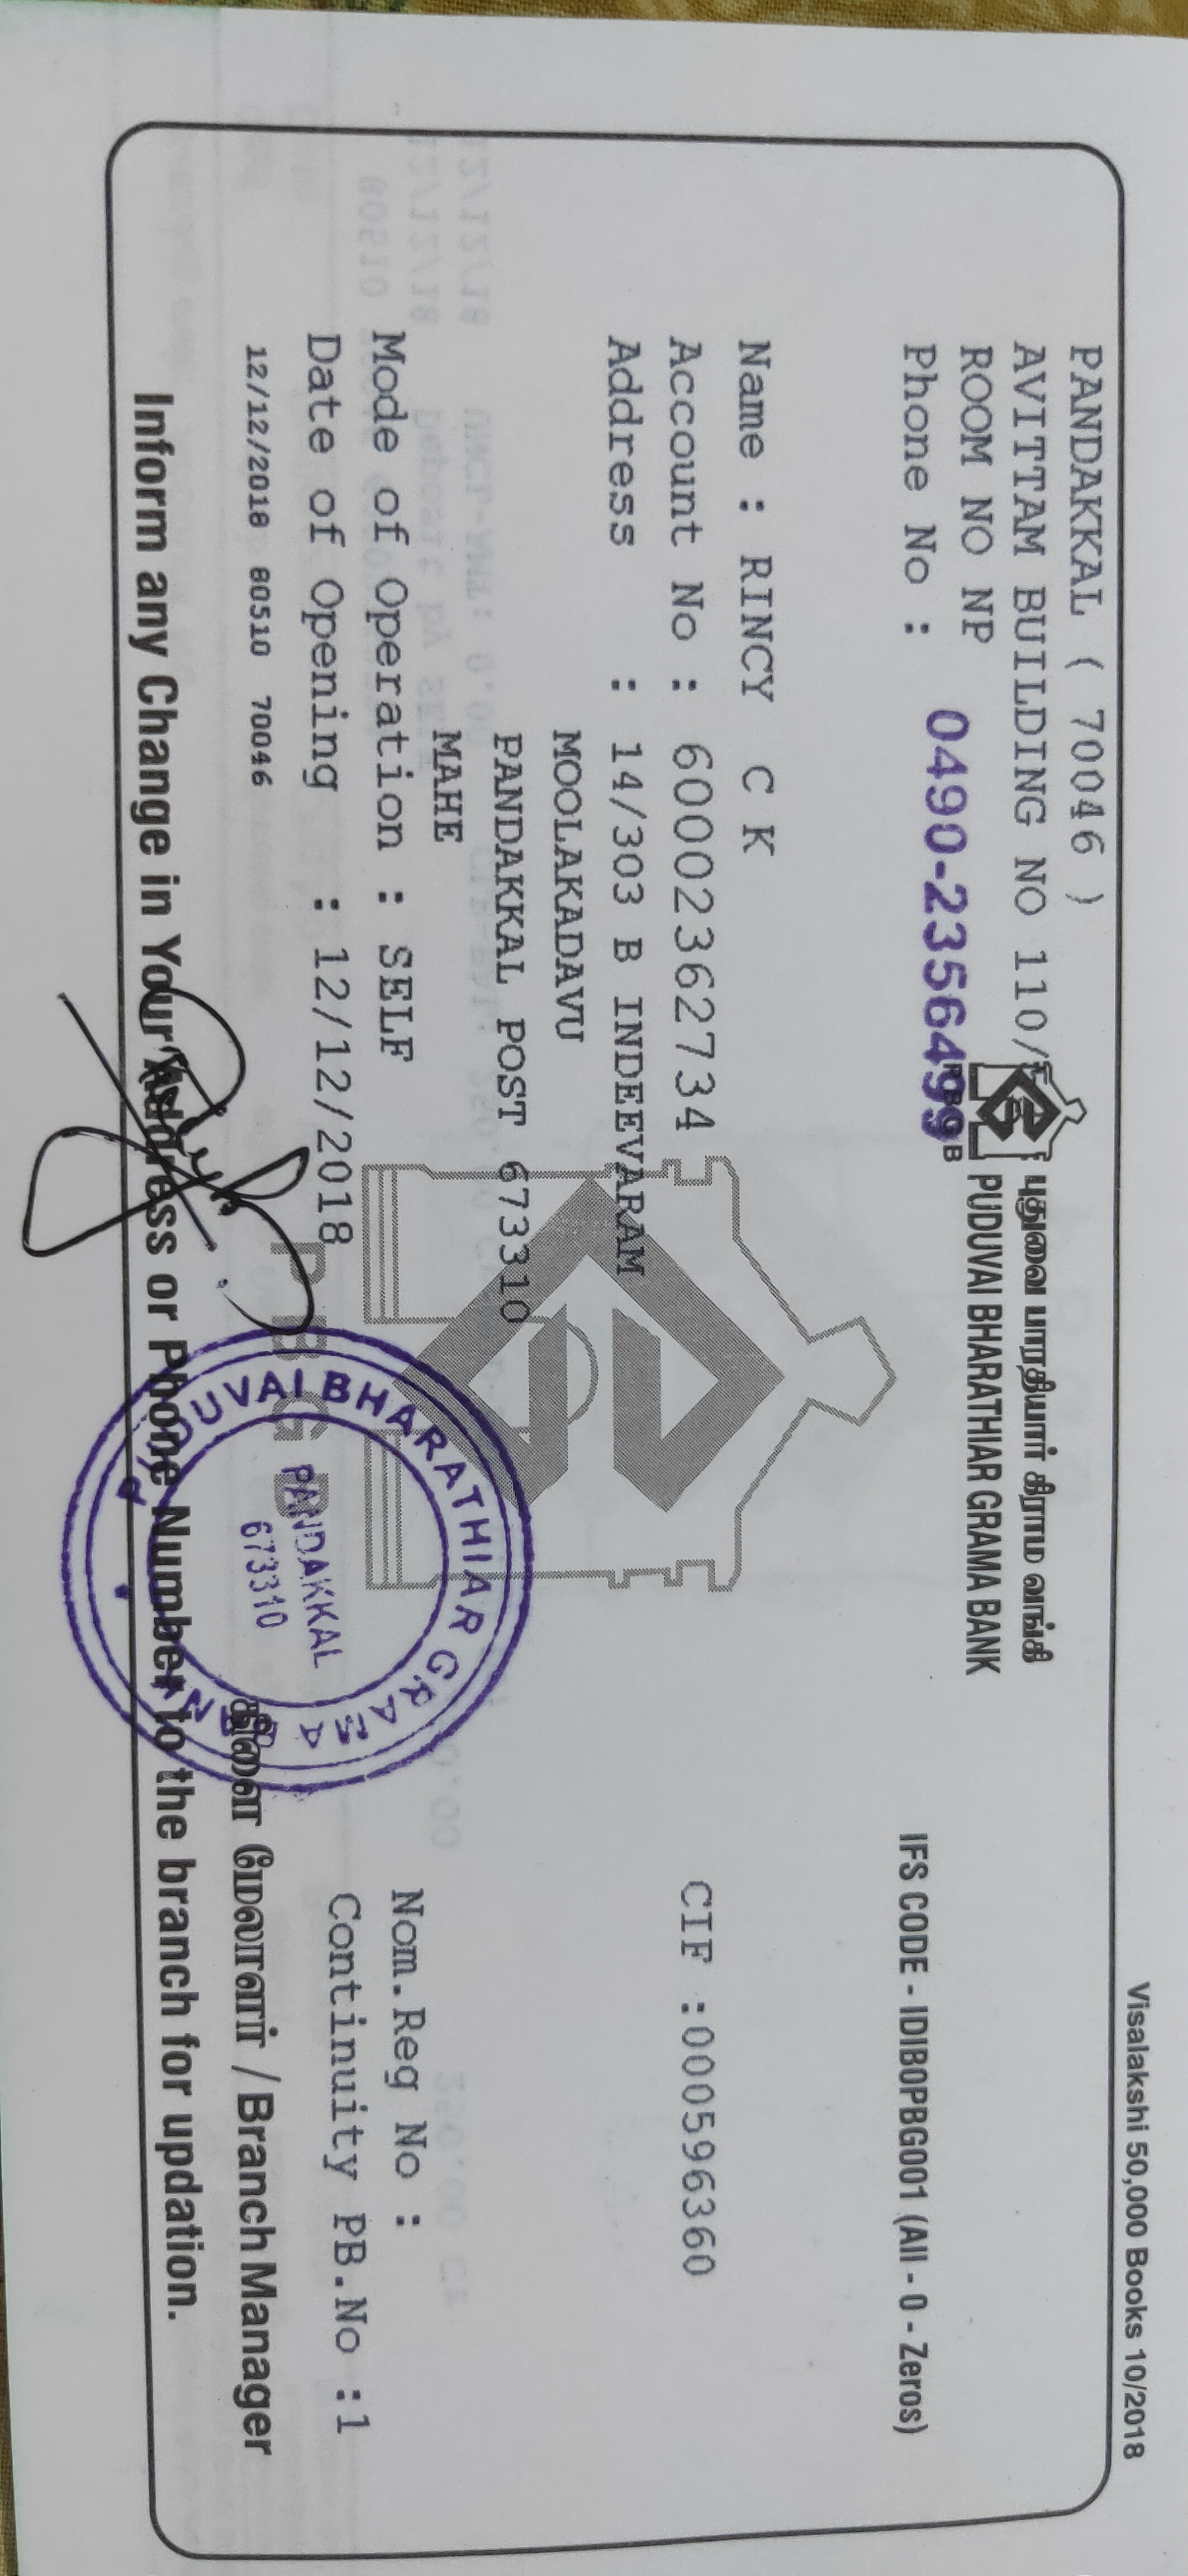 Visalakshi 50,000 Books 10/2018
PANDAKKAL ( 70046 )
AVITTAM BUILDING NO 110/
ROOM NO NP
Phone No :
0490-2356499
புதுவை பாரதியார் கிராம வங்கி
PUDUVAI BHARATHIAR GRAMA BANK
PBGB
IFS CODE - IDIB0PBG001 (All - 0 - Zeros)
Name : RINCY C K
Account No : 60002362734
CIF :0005963360
Address : 14/303 B INDEEVARAM
MOOLAKADAVU
PANDAKKAL POST 673310
MAHE
Mode of Operation : SELF
Nom.Reg No :
Date of Opening : 12/12/2018
Continuity PB.No :1
12/12/2018 80510 70046
PBGB
PUDUVAI BHARATHIAR GRAMA BANK
PANDAKKAL
673310
கிளை மேலாளர் / Branch Manager
Inform any Change in Your Address or Phone Number to the branch for updation.